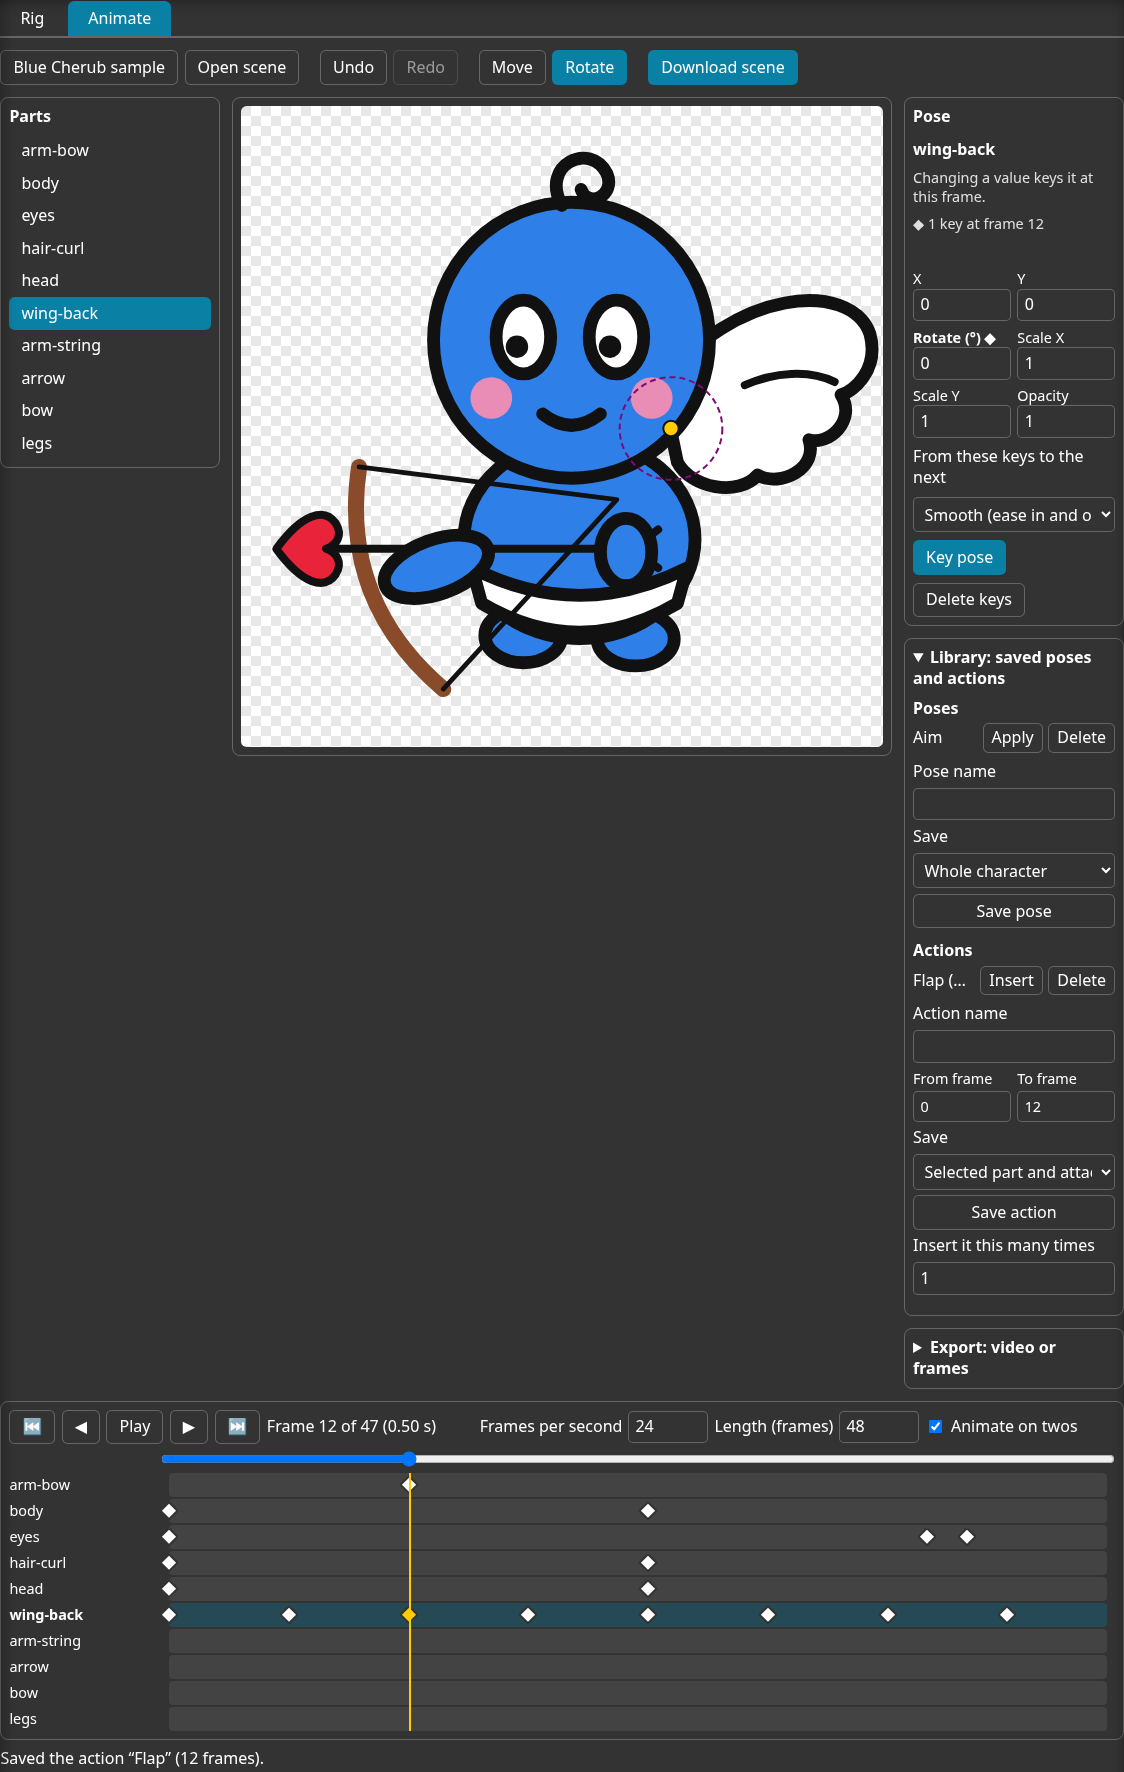 Rig
Animate
Blue Cherub sample
Open scene
Undo
Redo
Move
Rotate
Download scene
Parts
arm-bow
body
eyes
hair-curl
head
wing-back
arm-string
arrow
bow
legs
Pose
wing-back
Changing a value keys it at
this frame.
◆ 1 key at frame 12
X
Y
0
0
Rotate (°) ◆
Scale X
0
1
Scale Y
Opacity
1
1
From these keys to the
next
Smooth (ease in and o
Key pose
Delete keys
▼ Library: saved poses
and actions
Poses
Aim
Apply
Delete
Pose name
Save
Whole character
Save pose
Actions
Flap (...
Insert
Delete
Action name
From frame
To frame
0
12
Save
Selected part and attac
Save action
Insert it this many times
1
▶ Export: video or
frames
Play
Frame 12 of 47 (0.50 s)
Frames per second
24
Length (frames)
48
Animate on twos
arm-bow
body
eyes
hair-curl
head
wing-back
arm-string
arrow
bow
legs
Saved the action “Flap” (12 frames).